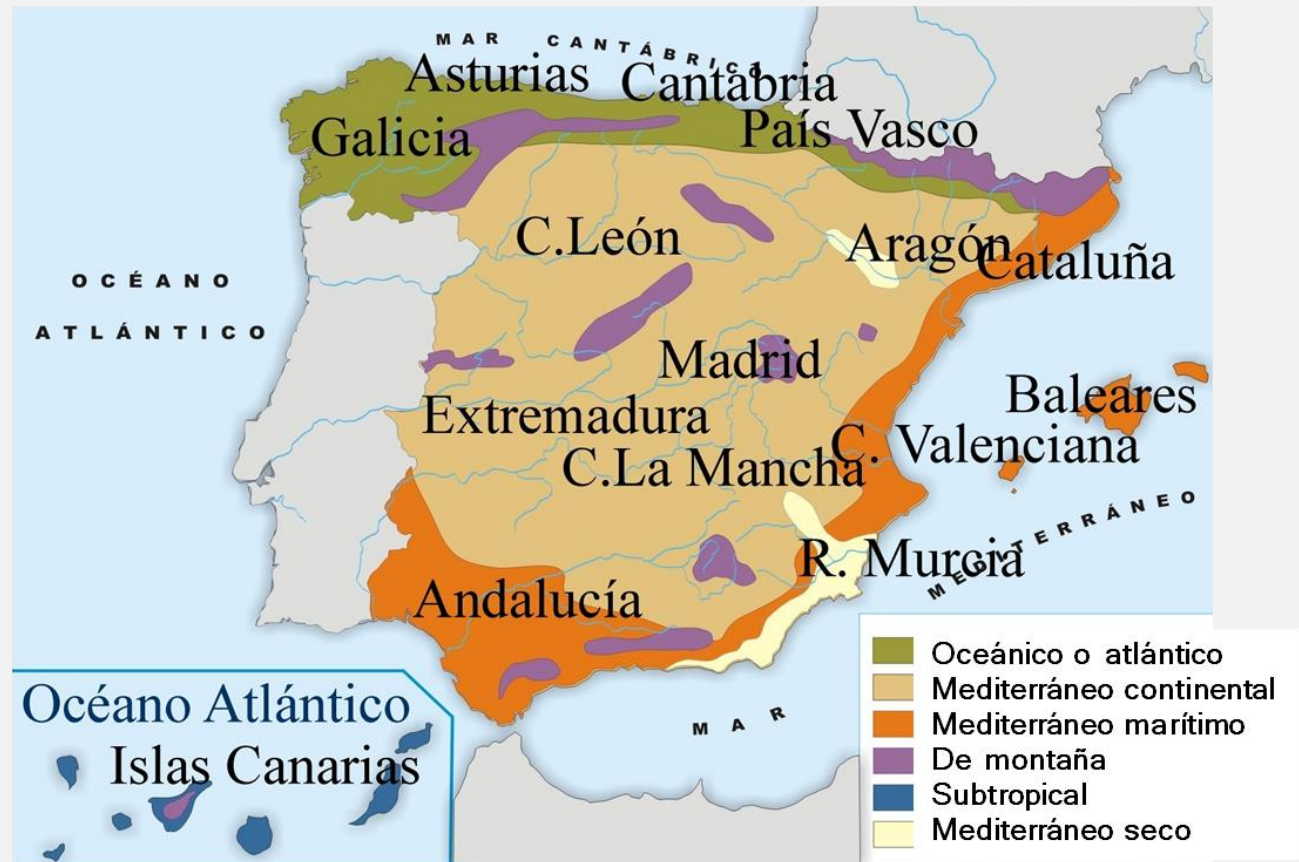 MAR CANTÁBRICO
Asturias
Cantabria
Galicia
País Vasco
C.León
Aragón
Cataluña
OCÉANO
ATLÁNTICO
Madrid
Baleares
Extremadura
C. Valenciana
C.La Mancha
R. Murcia
MEDITERRÁNEO
Andalucía
MAR
Océano Atlántico
Islas Canarias
Oceánico o atlántico
Mediterráneo continental
Mediterráneo marítimo
De montaña
Subtropical
Mediterráneo seco